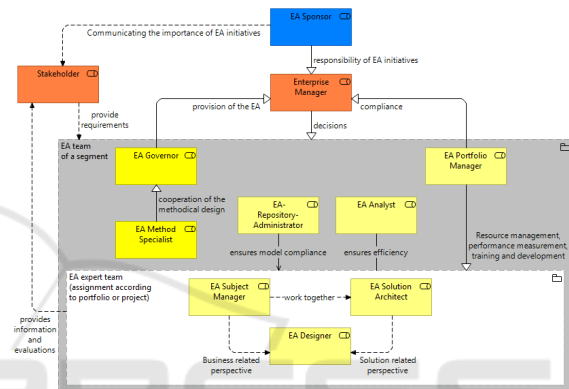 EA Sponsor
Communicating the importance of EA initiatives
responsibility of EA initiatives
Stakeholder
Enterprise
Manager
provision of the EA
compliance
provide
requirements
decisions
EA team
of a segment
EA Governor
EA Portfolio
Manager
cooperation of the
methodical design
EA-
Repository-
Administrator
EA Analyst
EA Method
Specialist
Resource management,
performance measurement,
training and development
ensures model compliance
ensures efficiency
EA expert team
(assignment according
to portfolio or project)
EA Subject
Manager
work together
EA Solution
Architect
provides
information
and
evaluations
EA Designer
Business related
perspective
Solution related
perspective